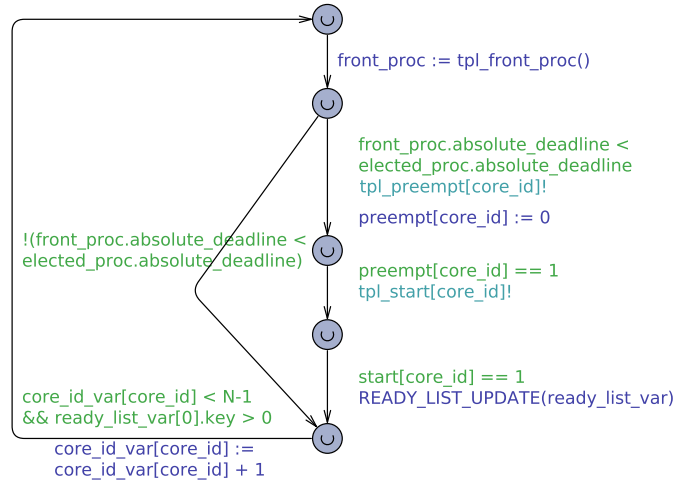 front_proc := tpl_front_proc()
front_proc.absolute_deadline <
elected_proc.absolute_deadline
tpl_preempt[core_id]!
preempt[core_id] := 0
!(front_proc.absolute_deadline <
elected_proc.absolute_deadline)
preempt[core_id] == 1
tpl_start[core_id]!
start[core_id] == 1
READY_LIST_UPDATE(ready_list_var)
core_id_var[core_id] < N-1
&& ready_list_var[0].key > 0
core_id_var[core_id] :=
core_id_var[core_id] + 1